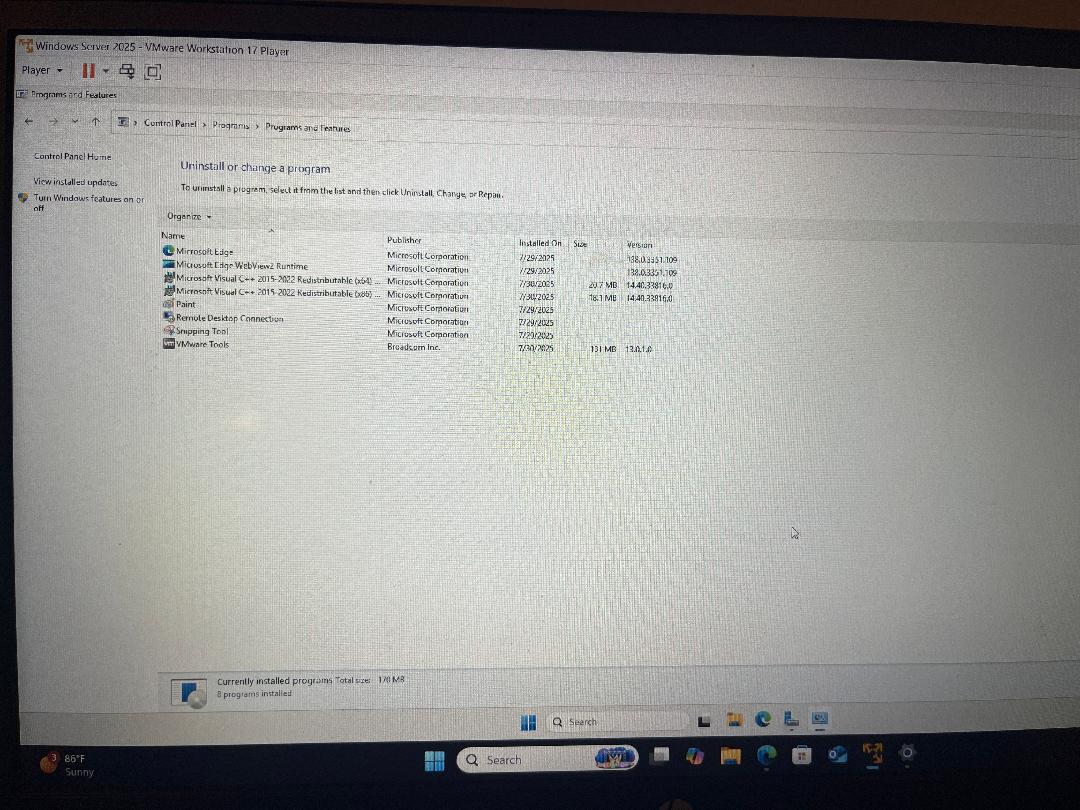 Windows Server 2025 - VMware Workstation 17 Player
Player
Programs and Features
Control Panel > Programs > Programs and Features
Control Panel Home
View installed updates
Turn Windows features on or off
Uninstall or change a program
To uninstall a program, select it from the list and then click Uninstall, Change, or Repair.
Organize
Name Publisher Installed On Size Version
Microsoft Edge Microsoft Corporation 7/29/2025 138.0.3351.109
Microsoft Edge WebView2 Runtime Microsoft Corporation 7/29/2025 138.0.3351.109
Microsoft Visual C++ 2015-2022 Redistributable (x64) ... Microsoft Corporation 7/30/2025 20.7 MB 14.40.33816.0
Microsoft Visual C++ 2015-2022 Redistributable (x86) ... Microsoft Corporation 7/30/2025 18.1 MB 14.40.33816.0
Paint Microsoft Corporation 7/29/2025
Remote Desktop Connection Microsoft Corporation 7/29/2025
Snipping Tool Microsoft Corporation 7/29/2025
VMware Tools Broadcom Inc. 7/30/2025 131 MB 13.0.1.0
Currently installed programs Total size: 170 MB
8 programs installed
Search
3 86°F
Sunny
Search